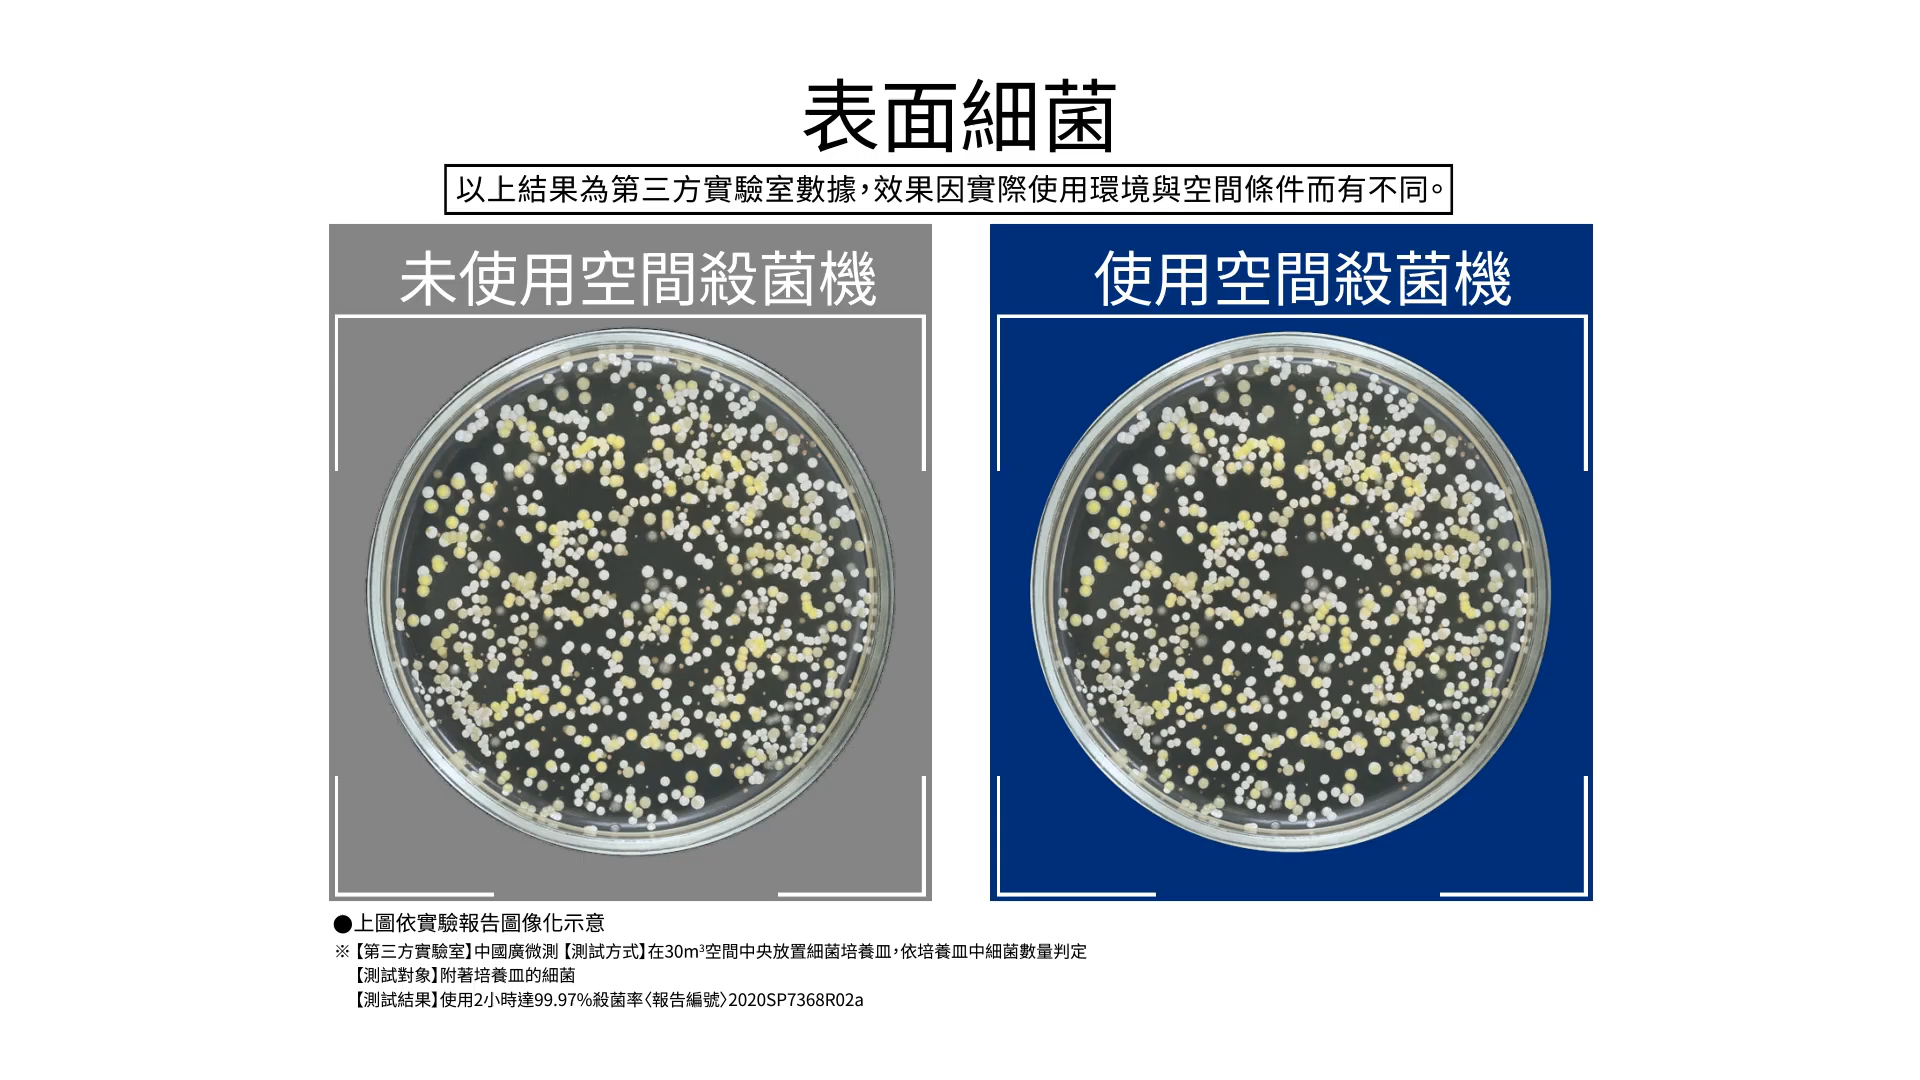 表面細菌
以上結果為第三方實驗室數據，效果因實際使用環境與空間條件而有不同。
未使用空間殺菌機
使用空間殺菌機
●上圖依實驗報告圖像化示意
※【第三方實驗室】中國廣微測【測試方式】在30m³空間中央放置細菌培養皿，依培養皿中細菌數量判定
【測試對象】附著培養皿的細菌
【測試結果】使用2小時達99.97%殺菌率〈報告編號〉2020SP7368R02a